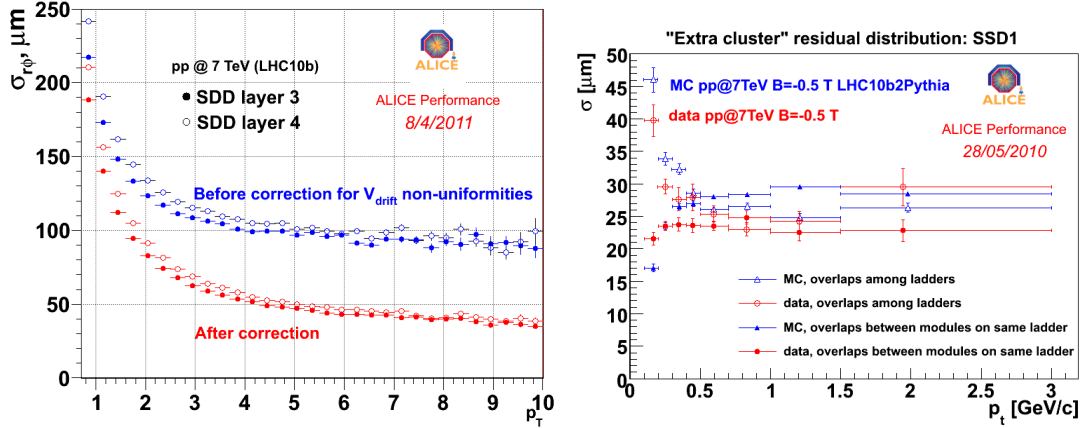 σrφ, μm
250
200
150
100
50
0
pp @ 7 TeV (LHC10b)
SDD layer 3
SDD layer 4
ALICE
ALICE Performance
8/4/2011
Before correction for Vdrift non-uniformities
After correction
1 2 3 4 5 6 7 8 9 10
pT
"Extra cluster" residual distribution: SSD1
σ [μm]
50
45
40
35
30
25
20
15
10
5
0
MC pp@7TeV B=-0.5 T LHC10b2Pythia
data pp@7TeV B=-0.5 T
ALICE
ALICE Performance
28/05/2010
MC, overlaps among ladders
data, overlaps among ladders
MC, overlaps between modules on same ladder
data, overlaps between modules on same ladder
0 0.5 1 1.5 2 2.5 3
pt [GeV/c]